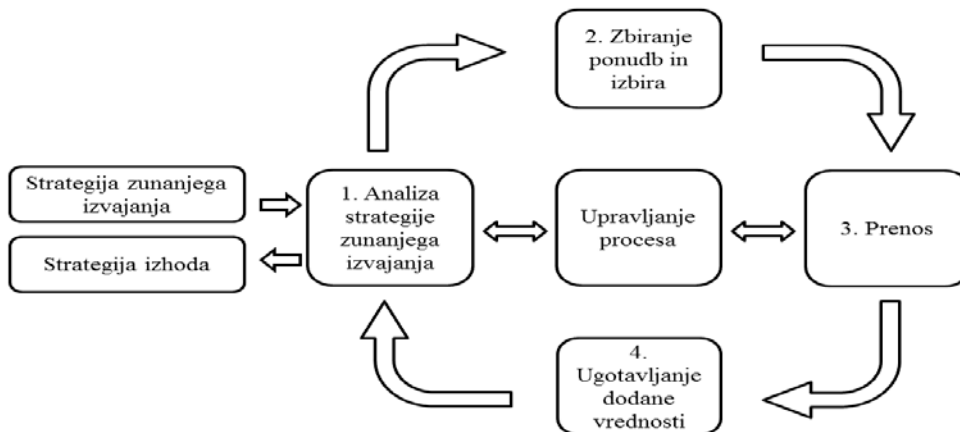 2. Zbiranje
ponudb in
izbira
Strategija zunanjega
izvajanja
Strategija izhoda
1. Analiza
strategije
zunanjega
izvajanja
Upravljanje
procesa
3. Prenos
4.
Ugotavljanje
dodane
vrednosti